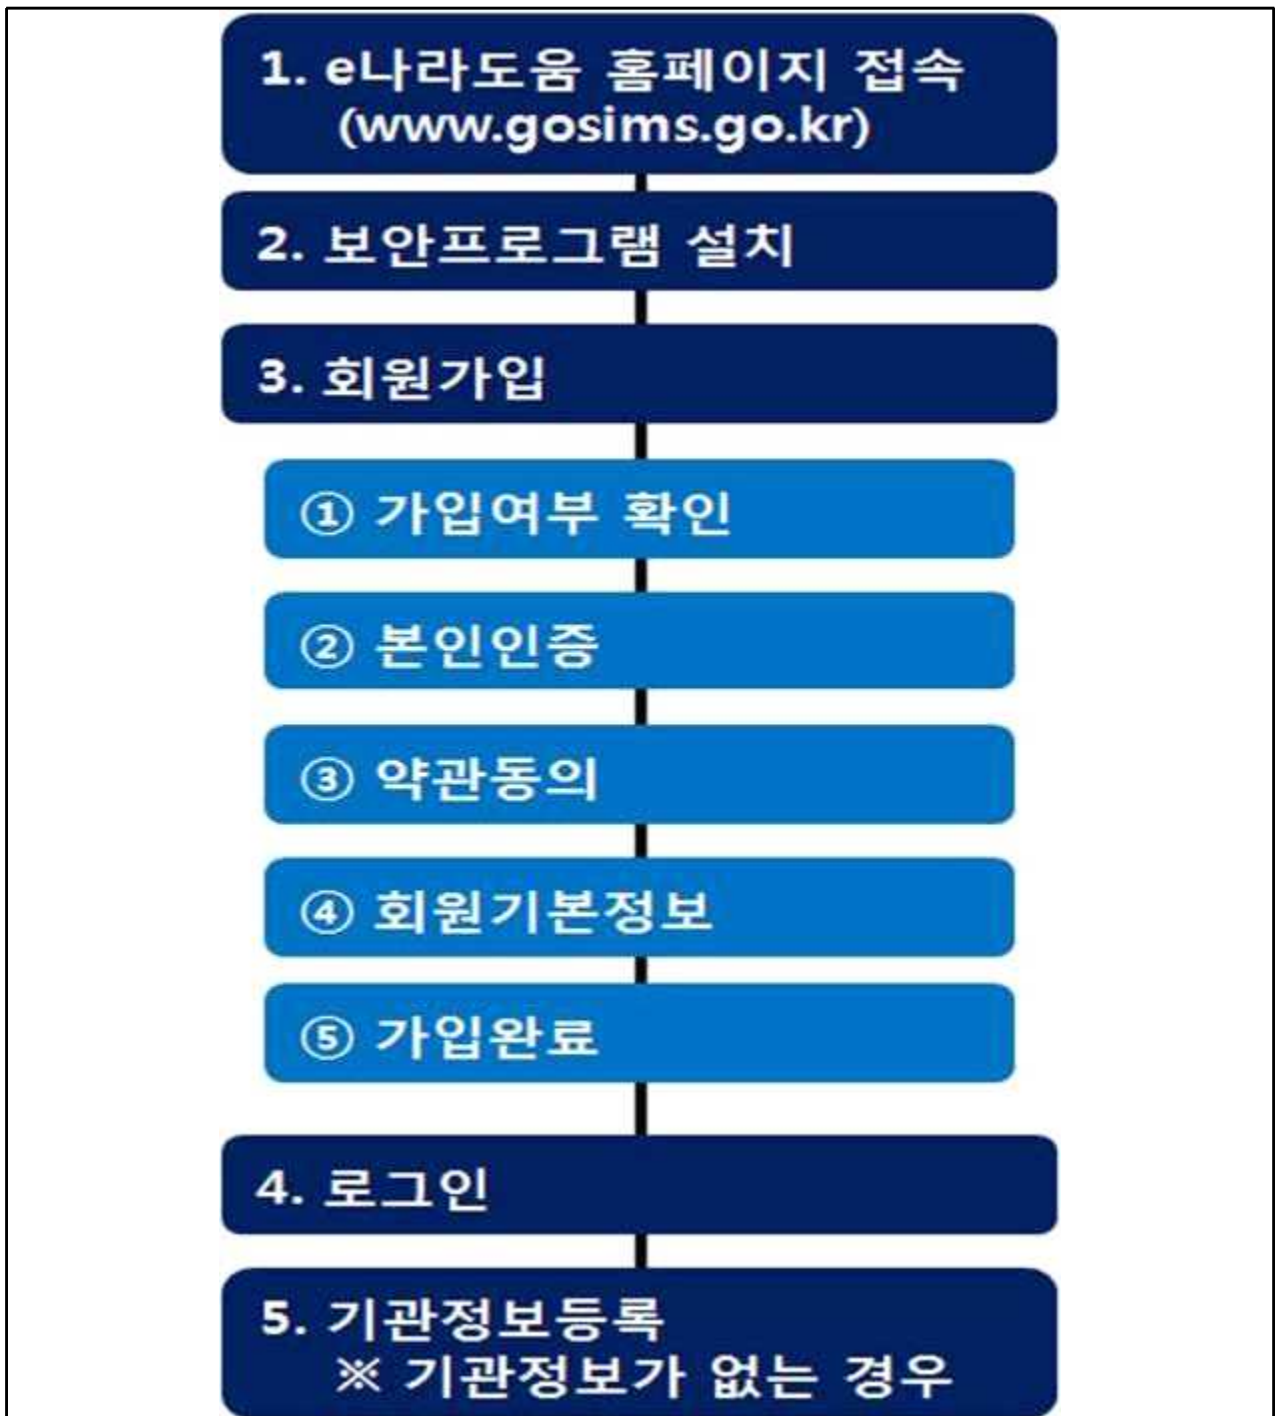 1. e나라도움 홈페이지 접속
(www.gosims.go.kr)
2. 보안프로그램 설치
3. 회원가입
① 가입여부 확인
② 본인인증
③ 약관동의
④ 회원기본정보
⑤ 가입완료
4. 로그인
5. 기관정보등록
※ 기관정보가 없는 경우